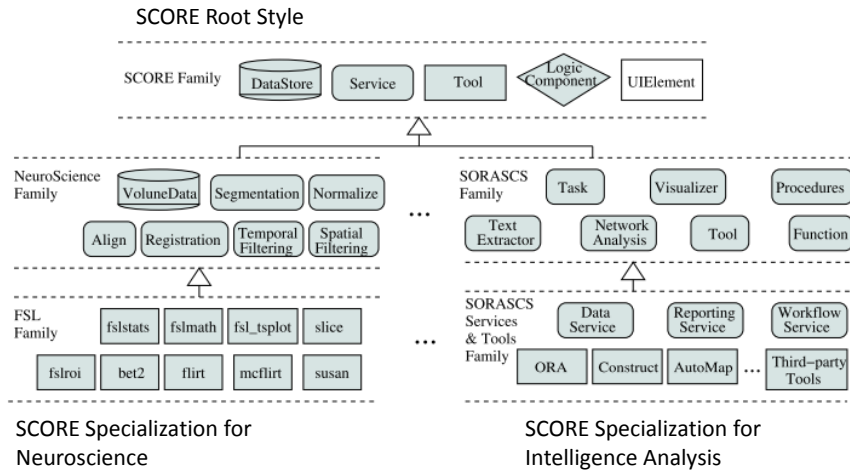 SCORE Root Style
SCORE Family
DataStore
Service
Tool
Logic
Component
UIElement
NeuroScience
Family
VoluneData
Segmentation
Normalize
Align
Registration
Temporal
Filtering
Spatial
Filtering
...
SORASCS
Family
Task
Visualizer
Procedures
Text
Extractor
Network
Analysis
Tool
Function
FSL
Family
fslstats
fslmath
fsl_tsplot
slice
fslroi
bet2
flirt
mcflirt
susan
...
SORASCS
Services
& Tools
Family
Data
Service
Reporting
Service
Workflow
Service
ORA
Construct
AutoMap
...
Third-party
Tools
SCORE Specialization for
Neuroscience
SCORE Specialization for
Intelligence Analysis